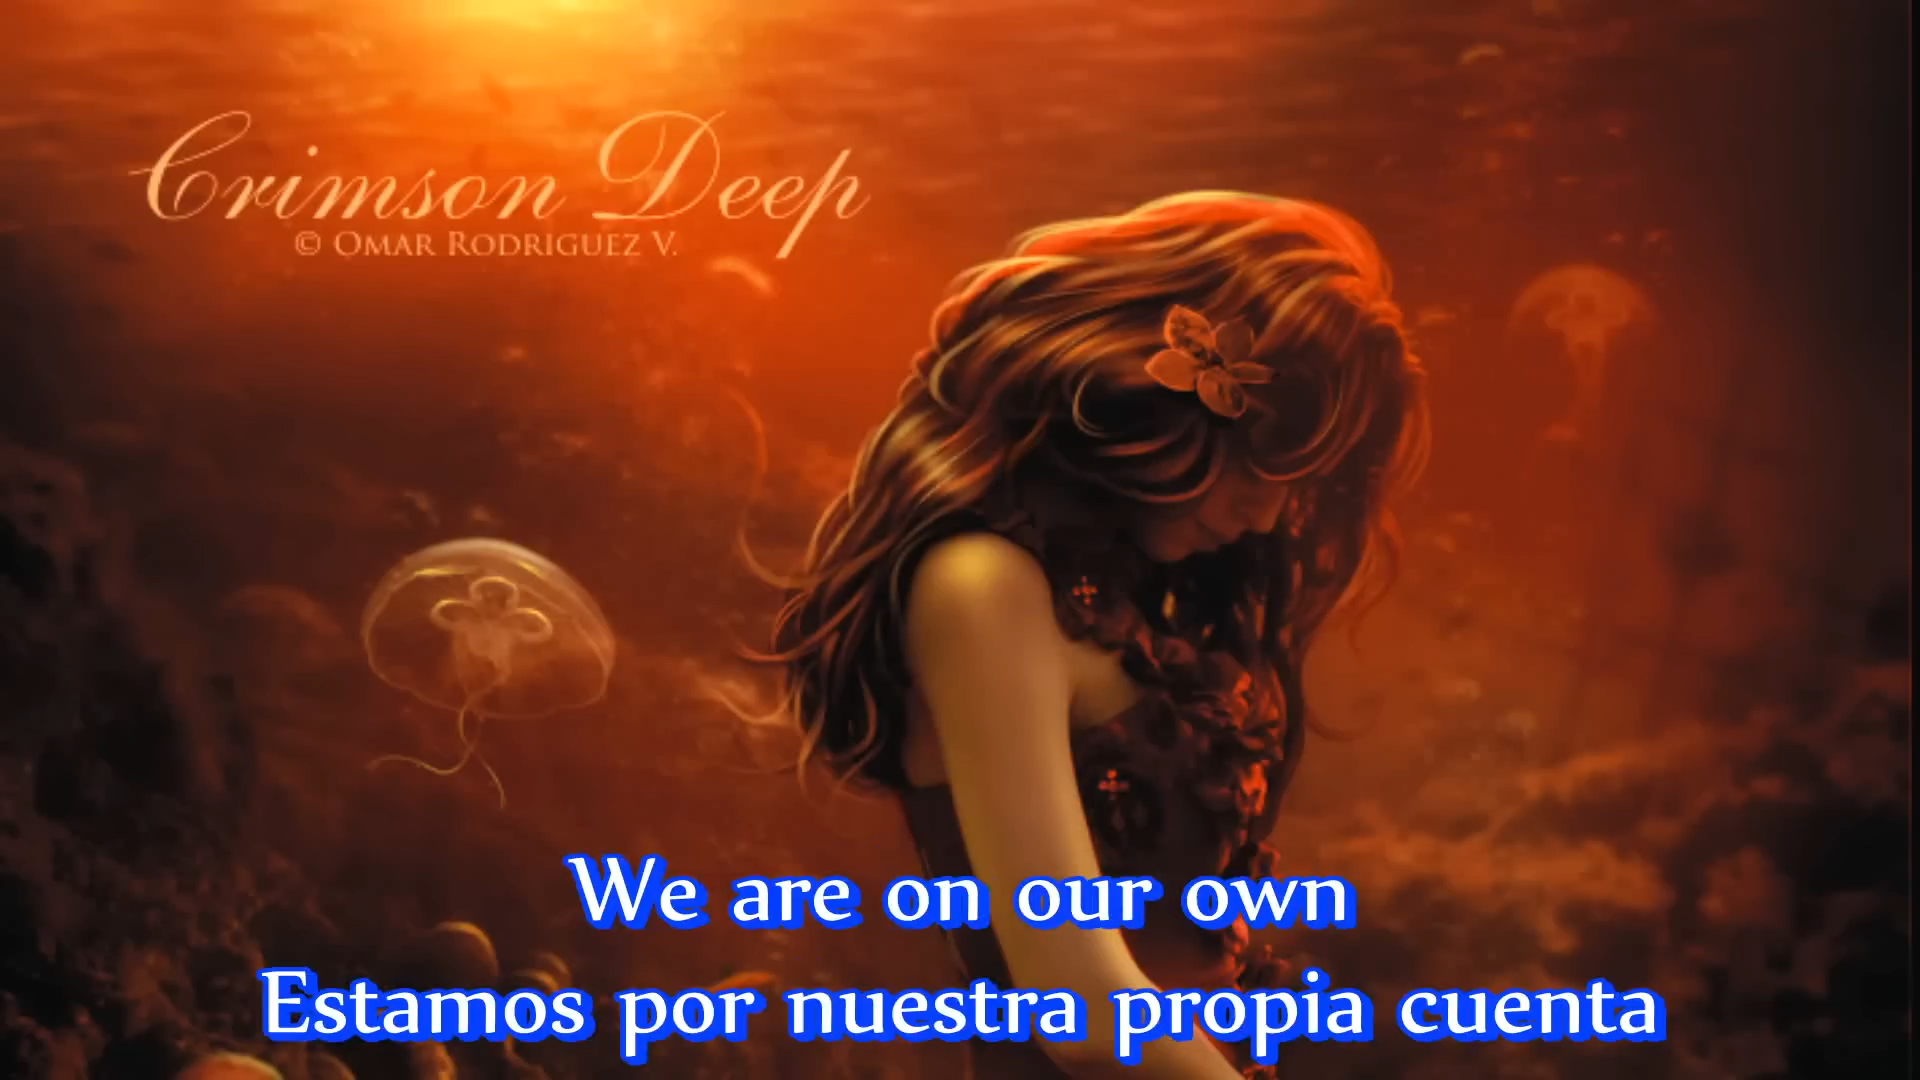 Crimson Deep
© Omar Rodriguez V.
We are on our own
Estamos por nuestra propia cuenta